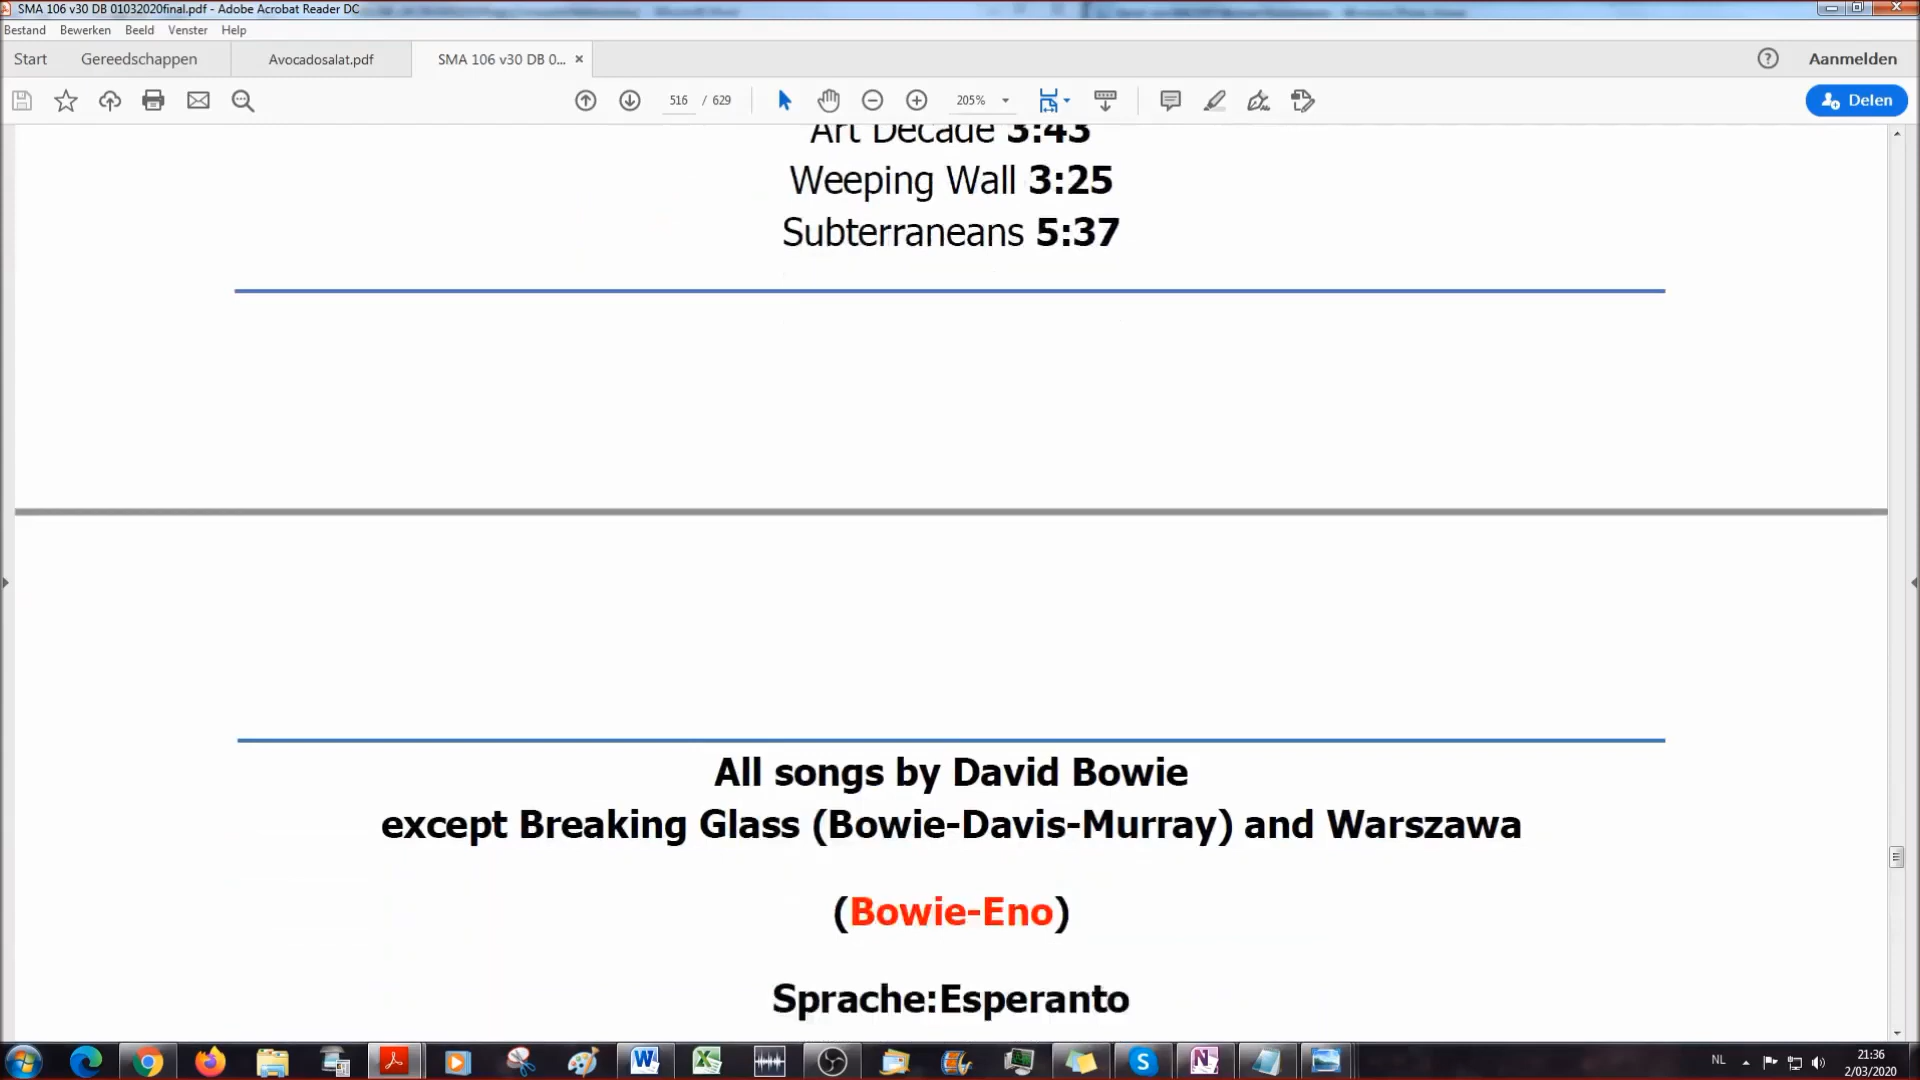 SMA 106 v30 DB 01032020final.pdf - Adobe Acrobat Reader DC
Bestand Bewerken Beeld Venster Help
Start Gereedschappen Avocadosalat.pdf SMA 106 v30 DB 0... × Aanmelden
516 / 629 205% Delen
Art Decade 3:43
Weeping Wall 3:25
Subterraneans 5:37
All songs by David Bowie
except Breaking Glass (Bowie-Davis-Murray) and Warszawa
(Bowie-Eno)
Sprache:Esperanto
NL 21:36
2/03/2020